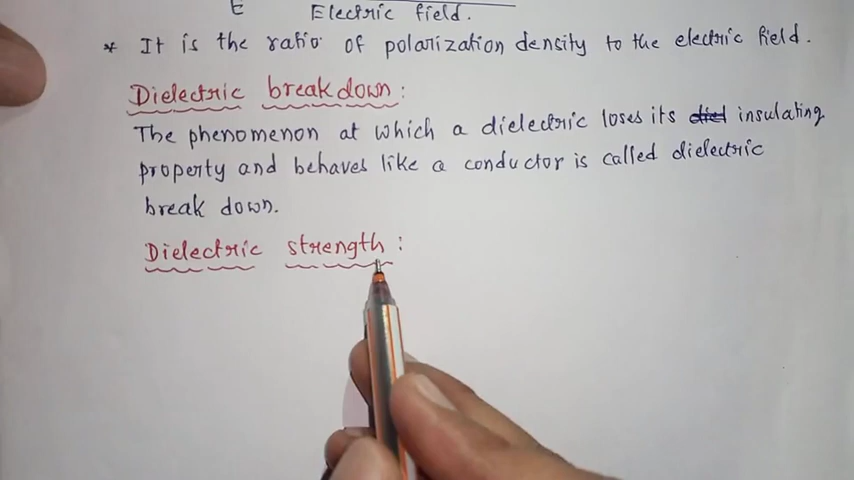 E Electric field.
* It is the ratio of polarization density to the electric field.
Dielectric breakdown:
The phenomenon at which a dielectric loses its insulating
property and behaves like a conductor is called dielectric
break down.
Dielectric strength: